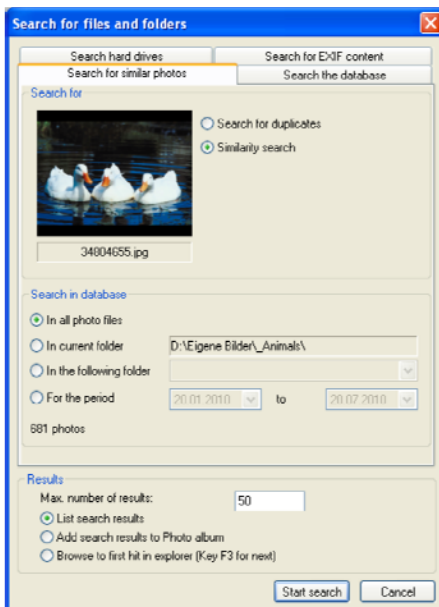 Search for files and folders
Search hard drives
Search for EXIF content
Search for similar photos
Search the database
Search for
Search for duplicates
Similarity search
34804655.jpg
Search in database
In all photo files
In current folder
D:\Eigene Bilder\_Animals\
In the following folder
For the period
20.01.2010 to 20.07.2010
681 photos
Results
Max. number of results: 50
List search results
Add search results to Photo album
Browse to first hit in explorer (Key F3 for next)
Start search
Cancel